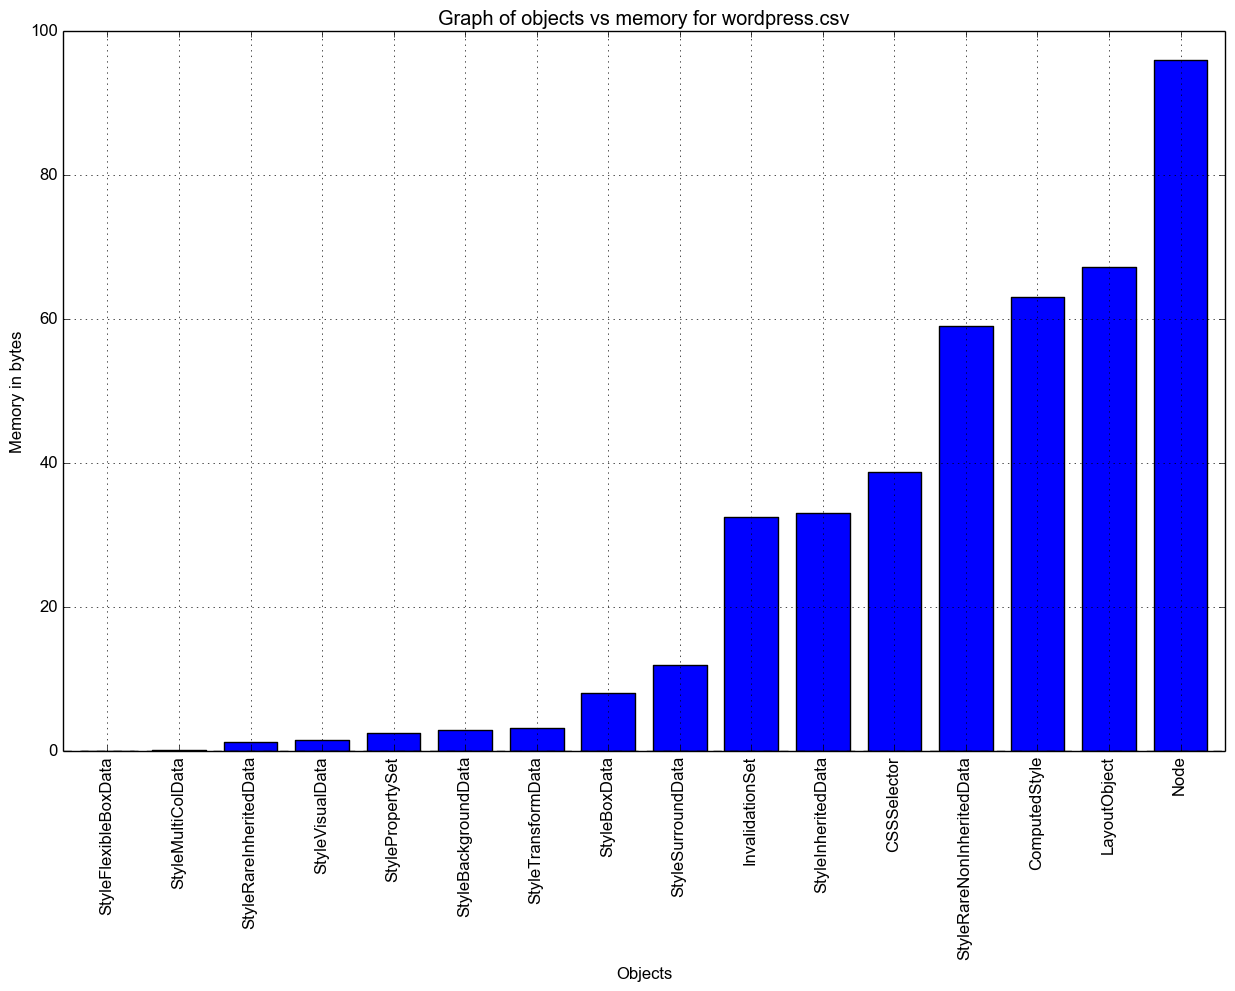 Graph of objects vs memory for wordpress.csv
100
80
60
40
20
0
Memory in bytes
StyleFlexibleBoxData
StyleMultiColData
StyleRareInheritedData
StyleVisualData
StylePropertySet
StyleBackgroundData
StyleTransformData
StyleBoxData
StyleSurroundData
InvalidationSet
StyleInheritedData
CSSSelector
StyleRareNonInheritedData
ComputedStyle
LayoutObject
Node
Objects